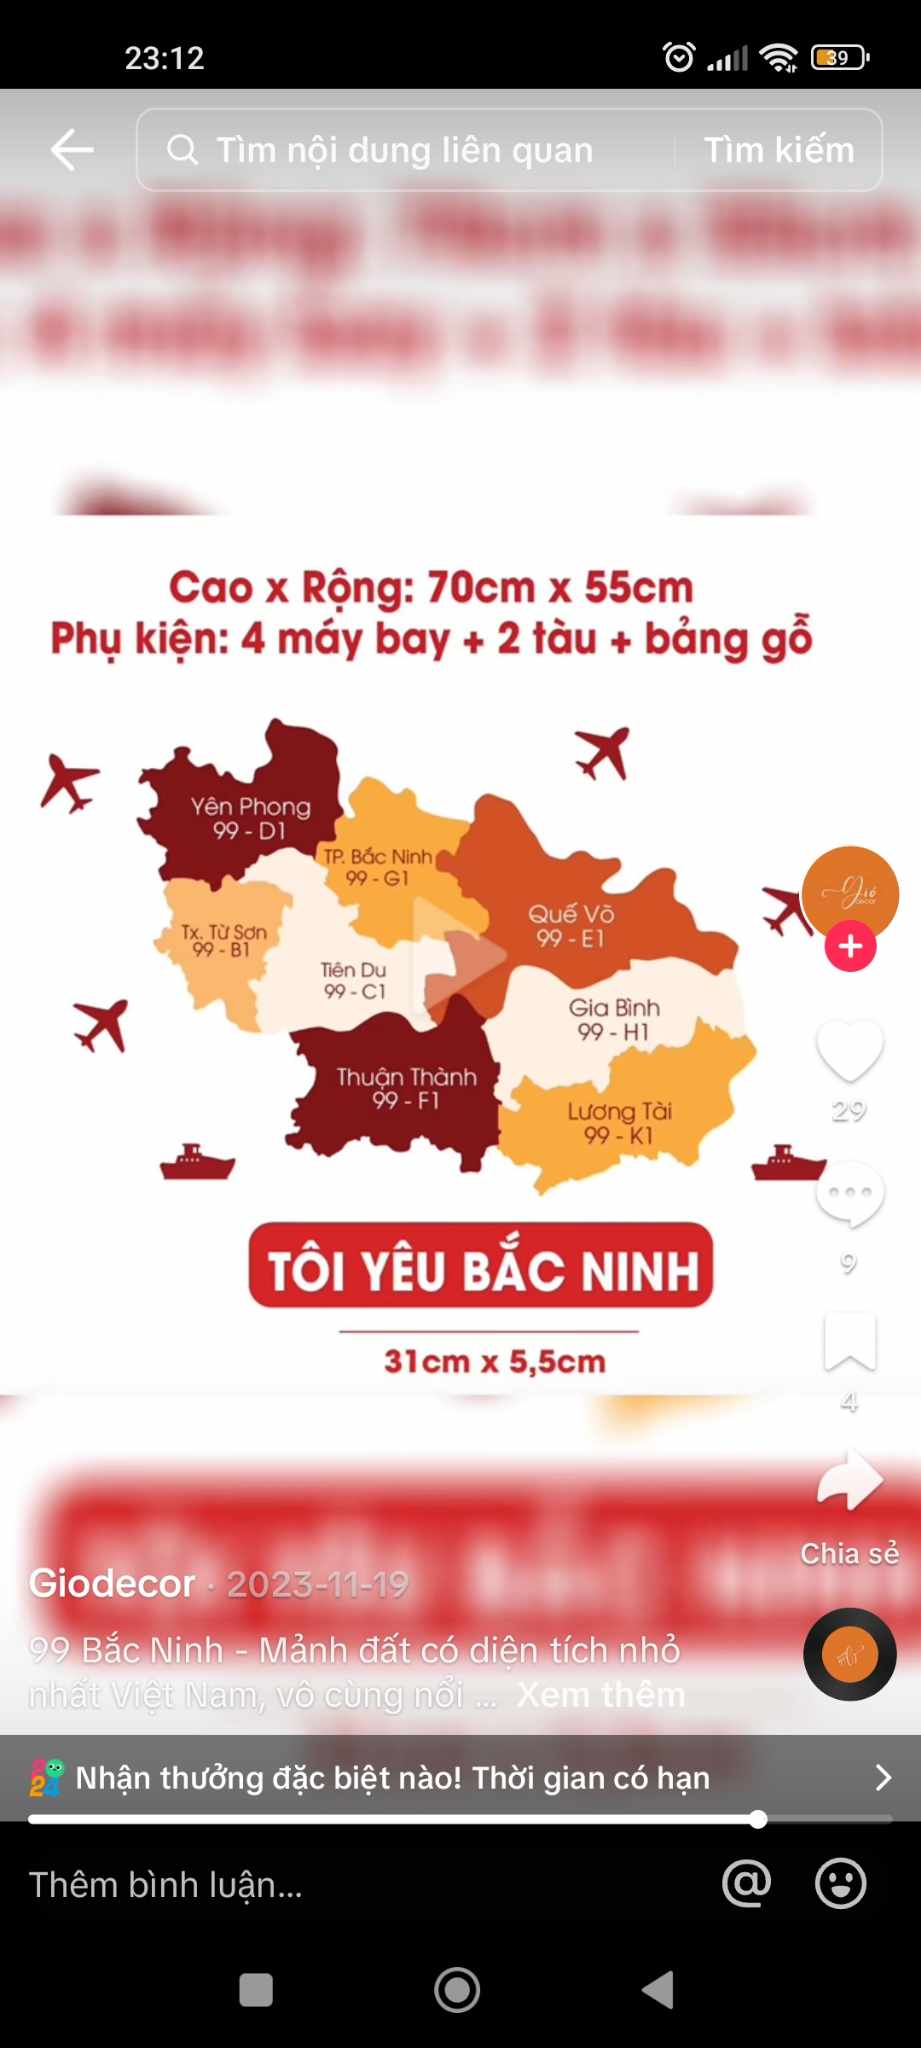 23:12
39
Tìm nội dung liên quan
Tìm kiếm
Cao x Rộng: 70cm x 55cm
Phụ kiện: 4 máy bay + 2 tàu + bảng gỗ
Yên Phong
99 - D1
TP. Bắc Ninh
99 - G1
Quế Võ
99 - E1
Tx. Từ Sơn
99 - B1
Tiên Du
99 - C1
Gia Bình
99 - H1
Thuận Thành
99 - F1
Lương Tài
99 - K1
29
9
4
TÔI YÊU BẮC NINH
31cm x 5,5cm
Chia sẻ
Giodecor · 2023-11-19
99 Bắc Ninh - Mảnh đất có diện tích nhỏ
nhất Việt Nam, vô cùng nổi ... Xem thêm
Nhận thưởng đặc biệt nào! Thời gian có hạn
Thêm bình luận...